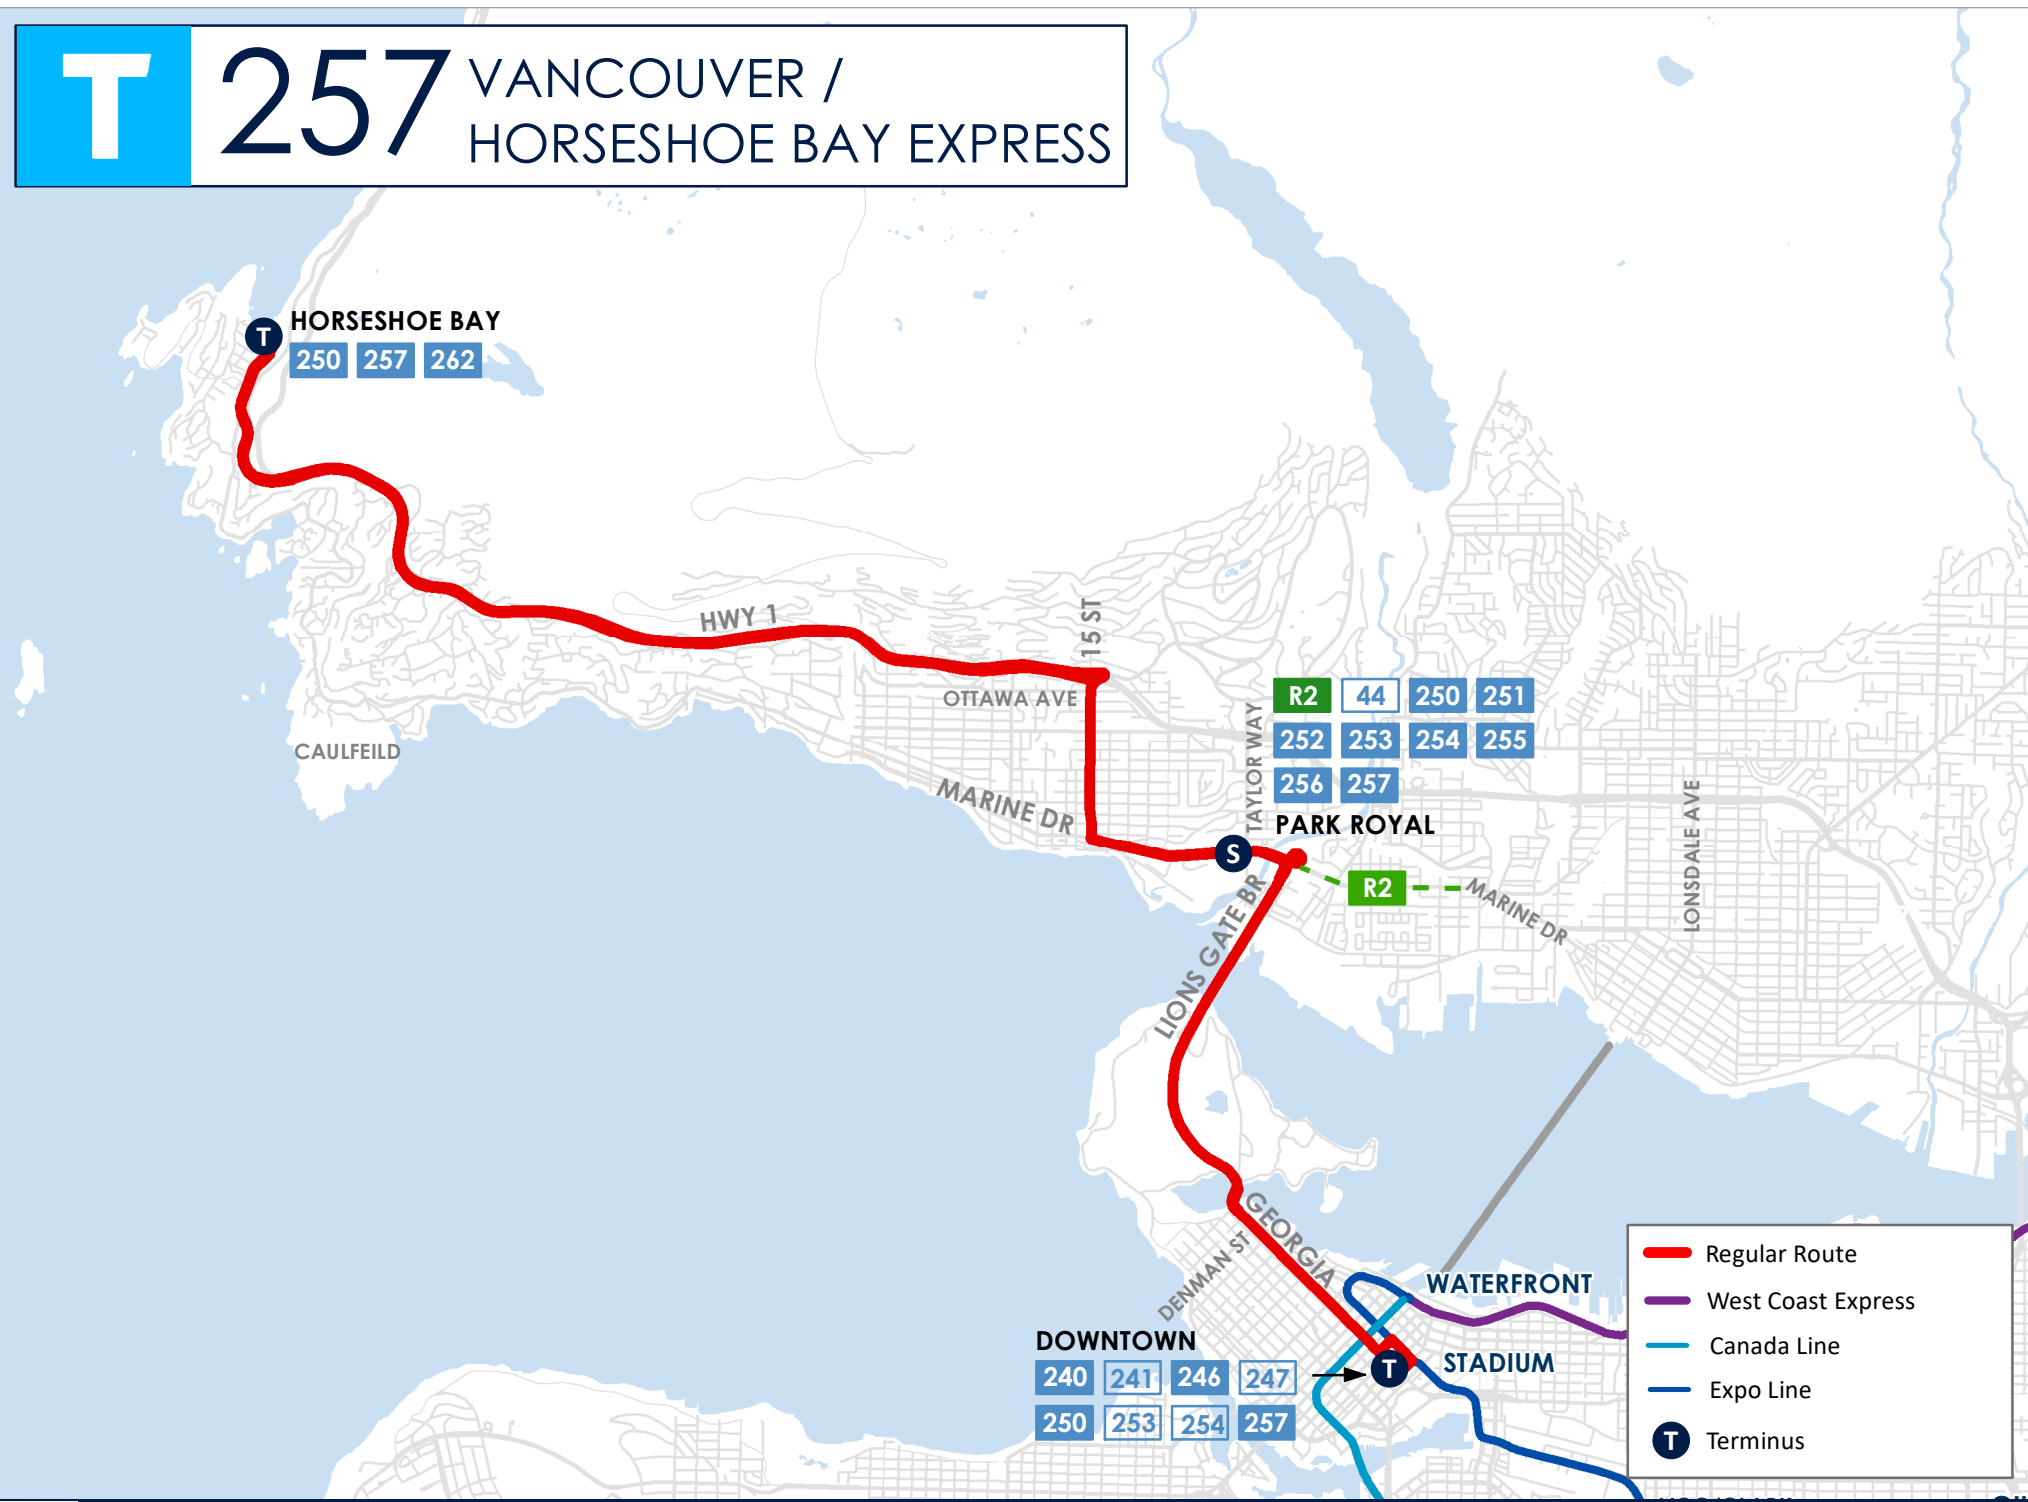 T 257 VANCOUVER /
HORSESHOE BAY EXPRESS
T HORSESHOE BAY
250 257 262
HWY 1
15 ST
OTTAWA AVE
CAULFEILD
MARINE DR
TAYLOR WAY
R2 44 250 251
252 253 254 255
256 257
PARK ROYAL
S
R2
MARINE DR
LONSDALE AVE
LIONS GATE BR
GEORGIA
DENMAN ST
WATERFRONT
DOWNTOWN
240 241 246 247
250 253 254 257
T
STADIUM
Regular Route
West Coast Express
Canada Line
Expo Line
T Terminus